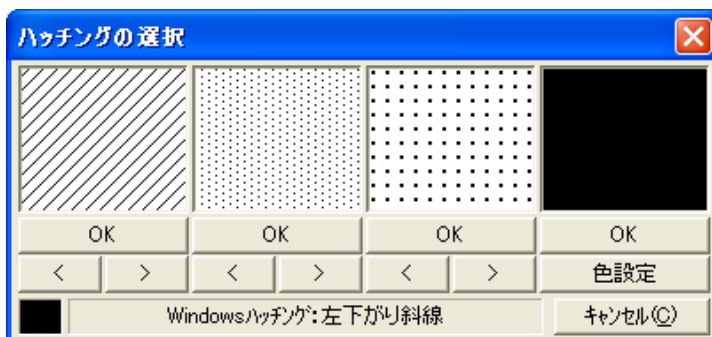 ハッチングの選択
OK OK OK OK
< > < > < > 色設定
Windowsﾊｯﾁﾝｸﾞ:左下がり斜線 ｷｬﾝｾﾙ(C)